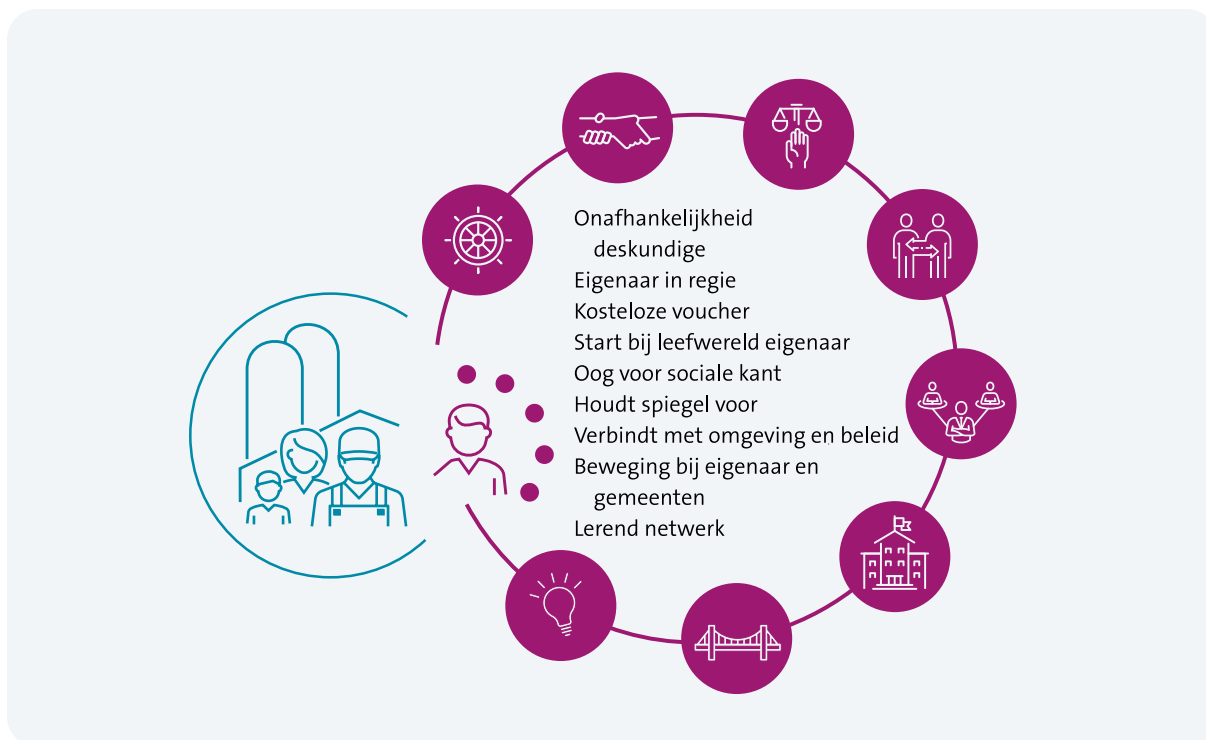 Onafhankelijkheid
deskundige
Eigenaar in regie
Kosteloze voucher
Start bij leefwereld eigenaar
Oog voor sociale kant
Houdt spiegel voor
Verbindt met omgeving en beleid
Beweging bij eigenaar en
gemeenten
Lerend netwerk